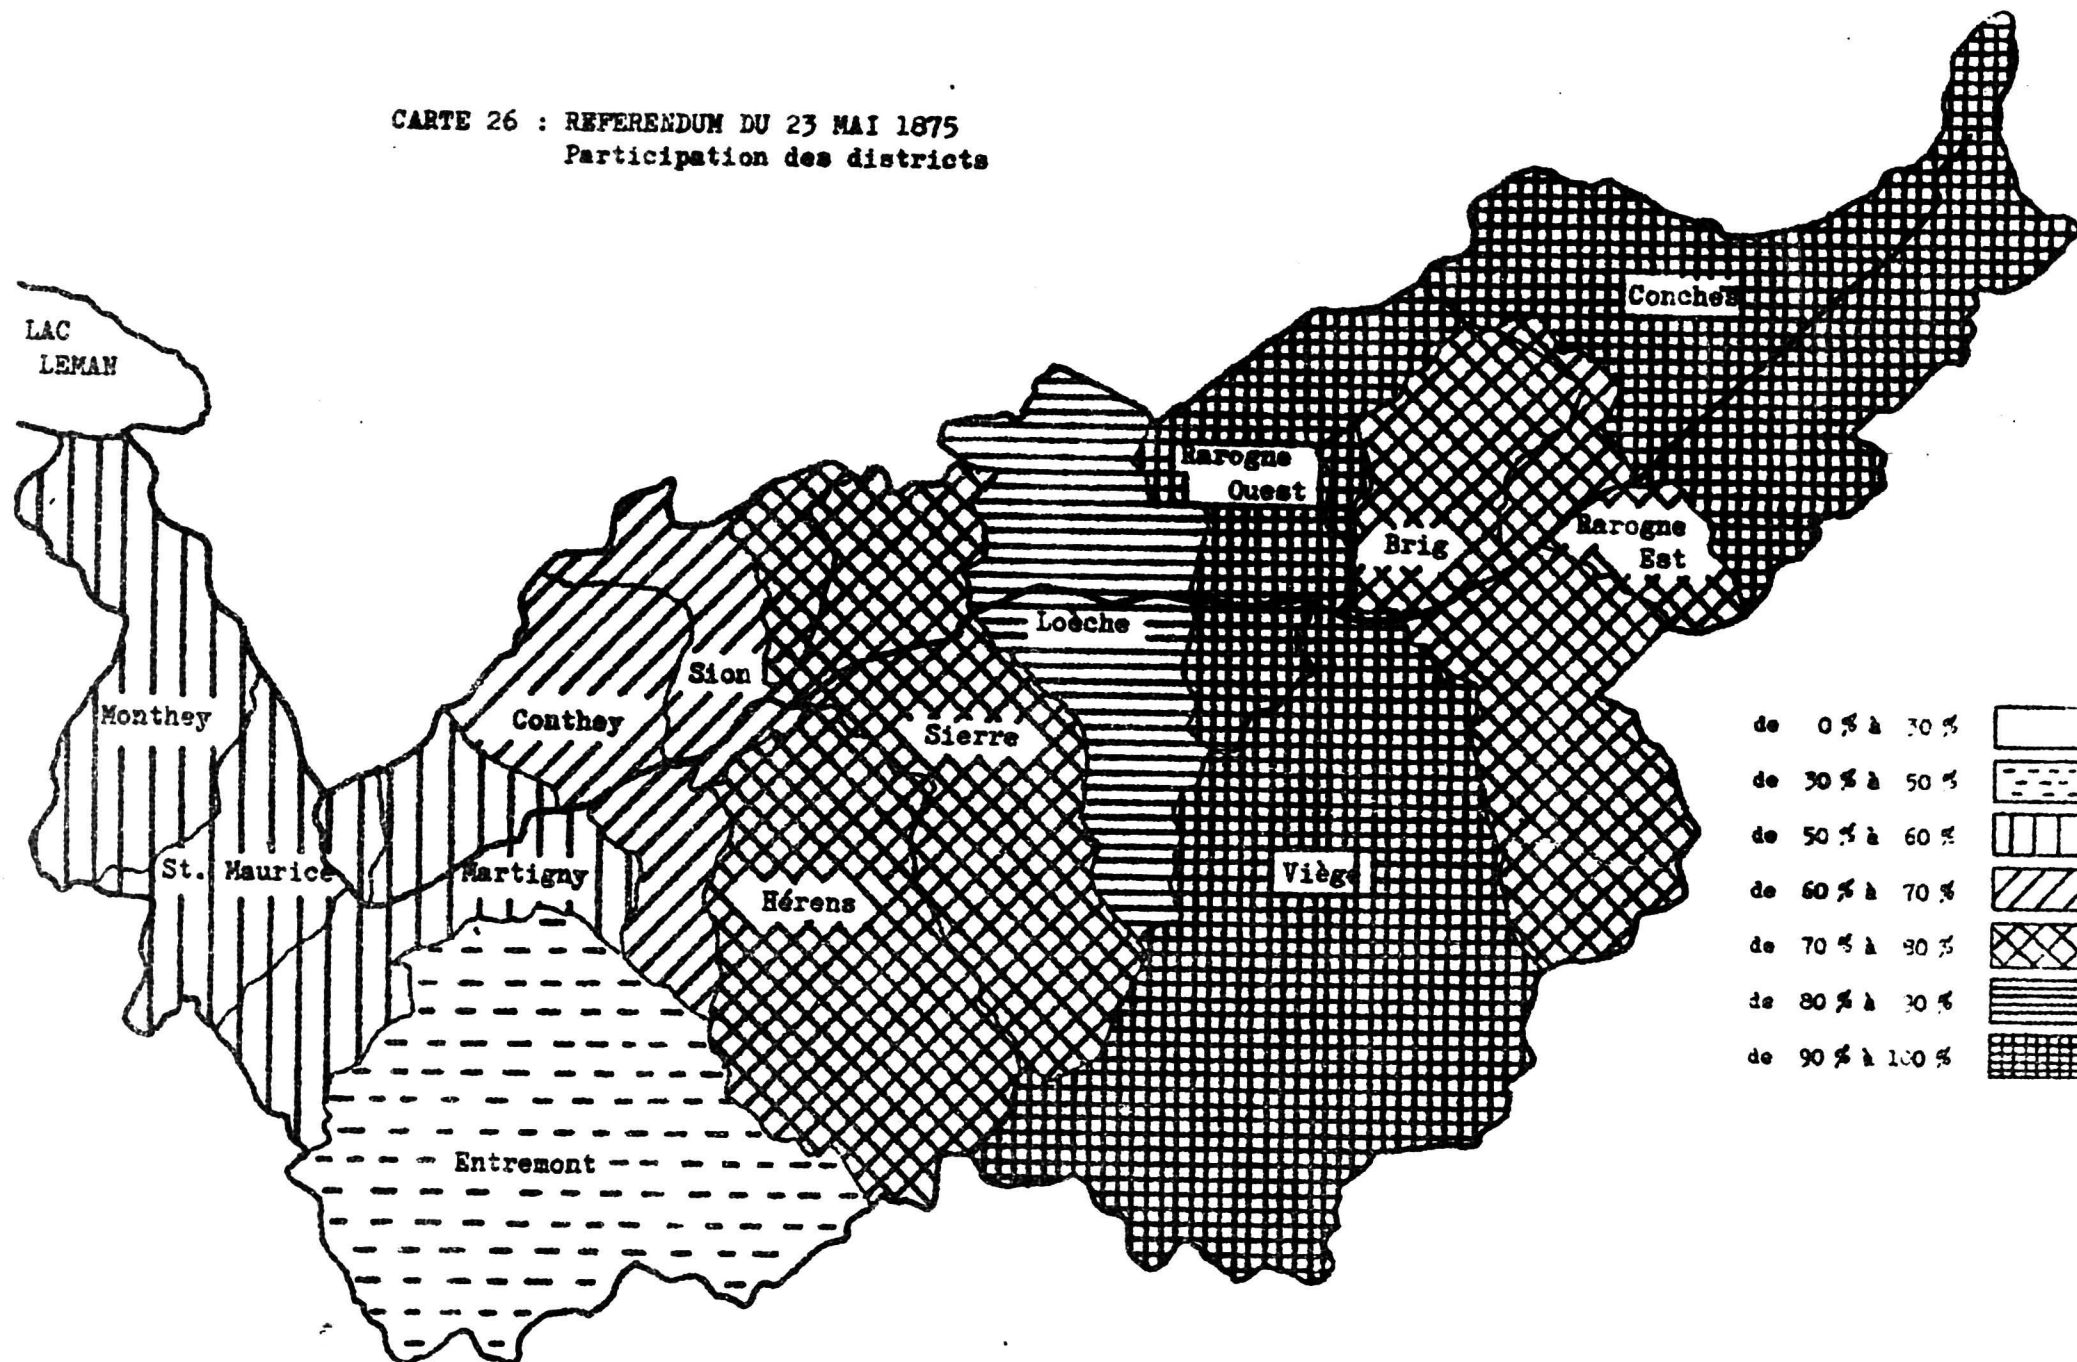 CARTE 26 : REFERENDUM DU 23 MAI 1875
Participation des districts
LAC
LEMAN
Conches
Rarogne
Ouest
Brig
Rarogne
Est
Loèche
Sion
Monthey
Conthey
Sierre
St. Maurice
Martigny
Viège
Hérens
Entremont
de 0 % à 30 %
de 30 % à 50 %
de 50 % à 60 %
de 60 % à 70 %
de 70 % à 80 %
de 80 % à 90 %
de 90 % à 100 %